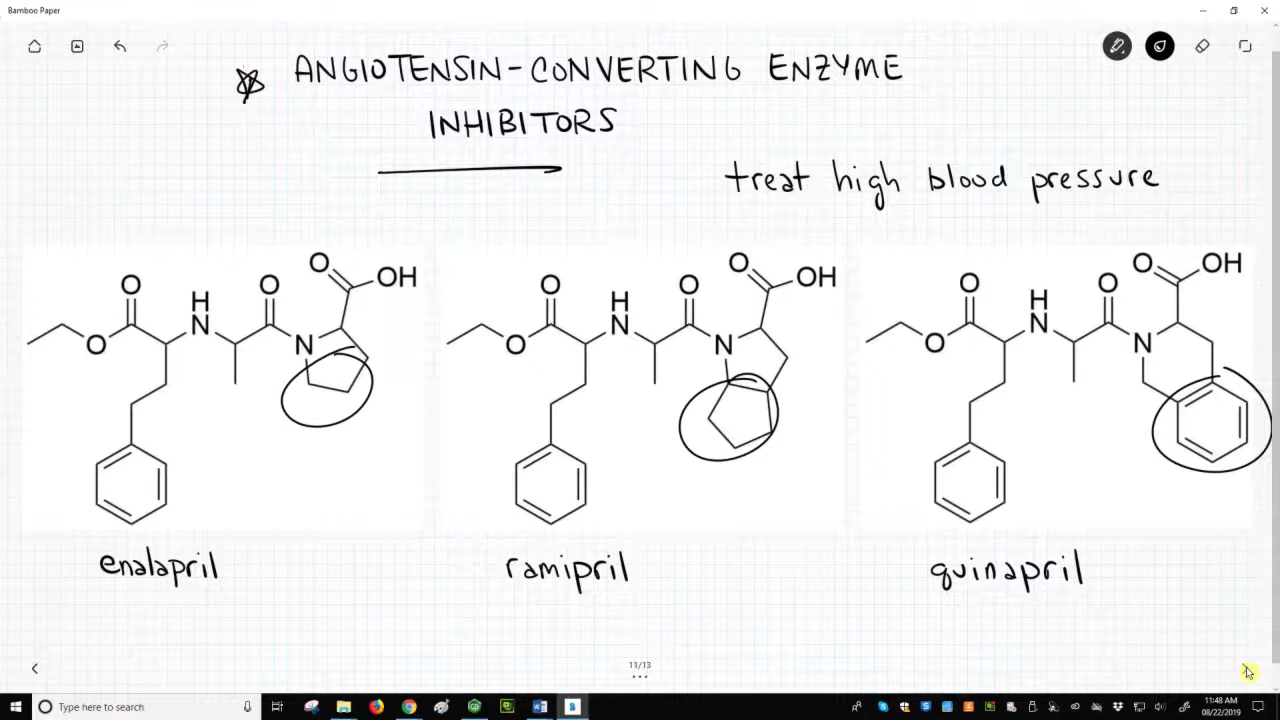 Bamboo Paper
ANGIOTENSIN-CONVERTING ENZYME
INHIBITORS
treat high blood pressure
O O O OH H N O N
O O O OH H N O N
O O O OH H N O N
enalapril ramipril quinapril
11/13
Type here to search
11:48 AM
08/22/2019